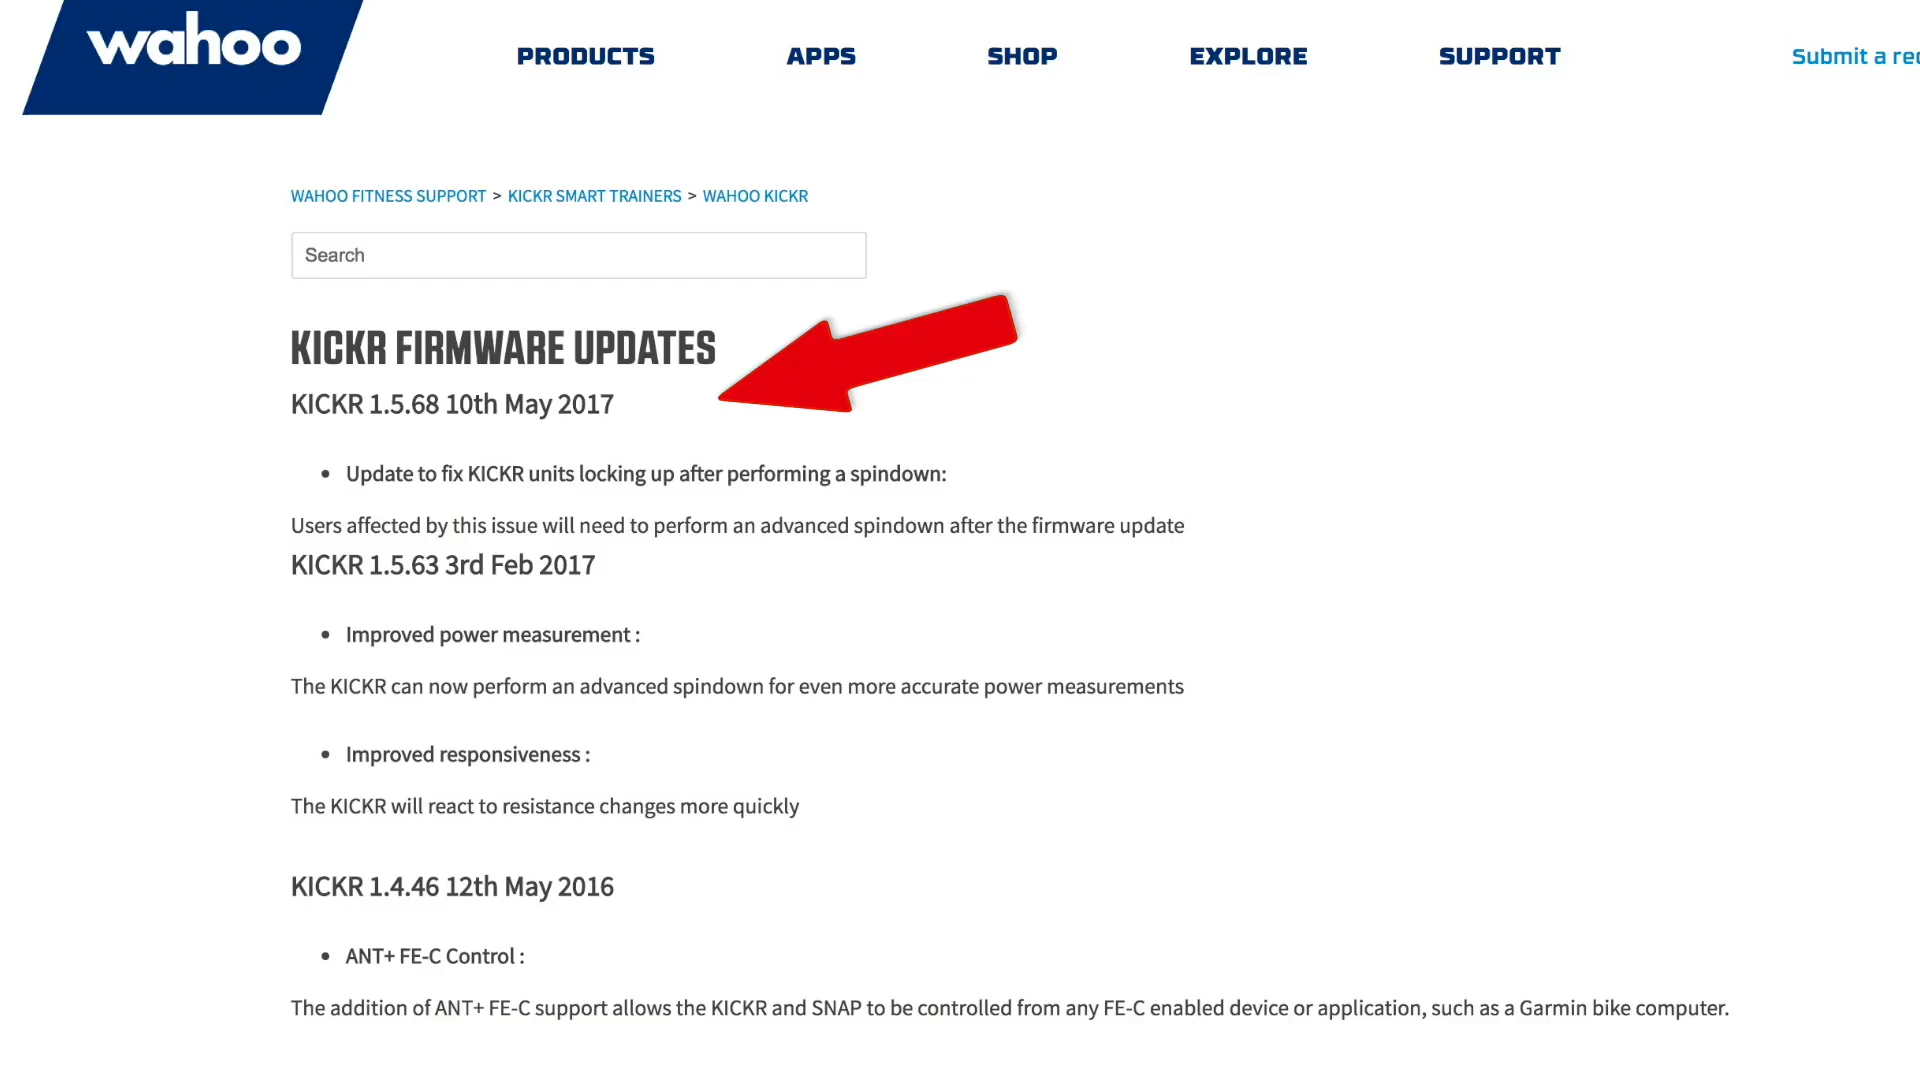 wahoo
PRODUCTS
APPS
SHOP
EXPLORE
SUPPORT
Submit a
WAHOO FITNESS SUPPORT > KICKR SMART TRAINERS > WAHOO KICKR
Search
KICKR FIRMWARE UPDATES
KICKR 1.5.68 10th May 2017
• Update to fix KICKR units locking up after performing a spindown:
Users affected by this issue will need to perform an advanced spindown after the firmware update
KICKR 1.5.63 3rd Feb 2017
• Improved power measurement :
The KICKR can now perform an advanced spindown for even more accurate power measurements
• Improved responsiveness :
The KICKR will react to resistance changes more quickly
KICKR 1.4.46 12th May 2016
• ANT+ FE-C Control :
The addition of ANT+ FE-C support allows the KICKR and SNAP to be controlled from any FE-C enabled device or application, such as a Garmin bike computer.